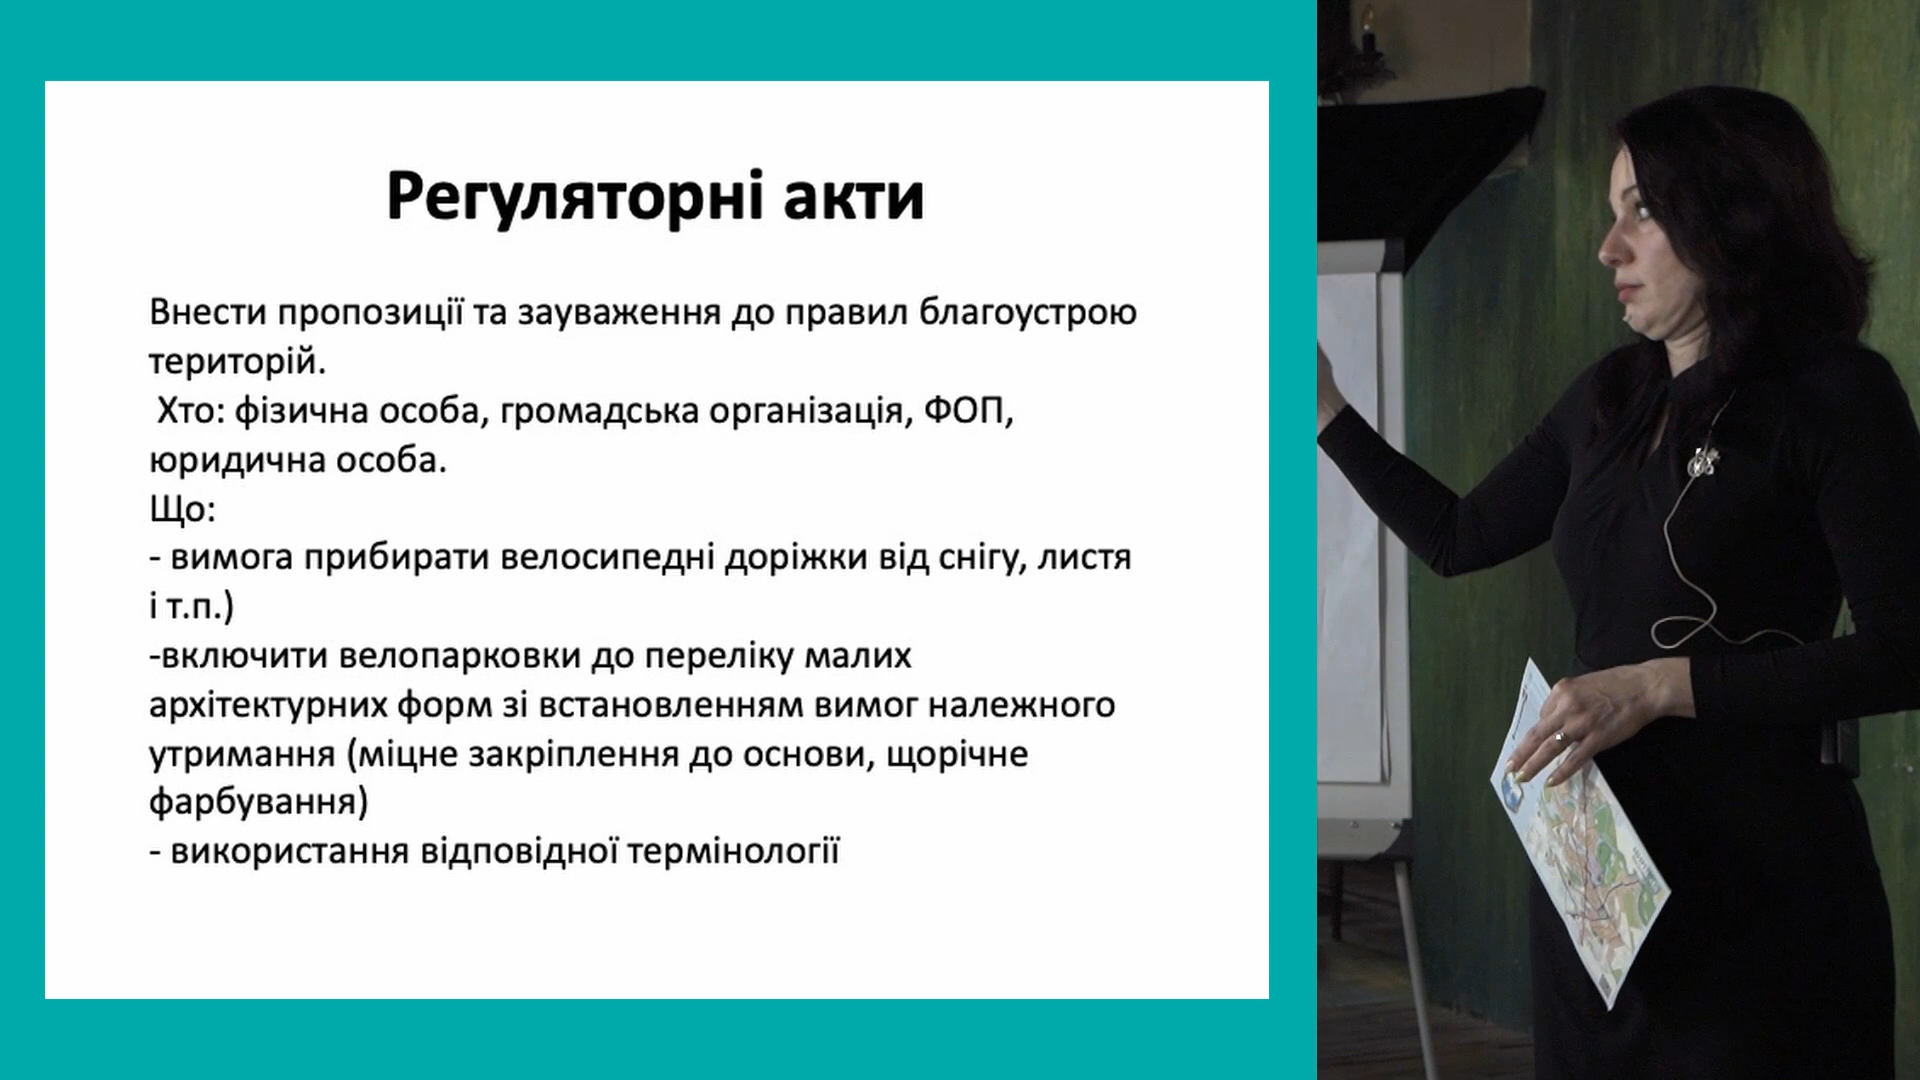 Регуляторні акти
Внести пропозиції та зауваження до правил благоустрою
територій.
Хто: фізична особа, громадська організація, ФОП,
юридична особа.
Що:
- вимога прибирати велосипедні доріжки від снігу, листя
і т.п.)
-включити велопарковки до переліку малих
архітектурних форм зі встановленням вимог належного
утримання (міцне закріплення до основи, щорічне
фарбування)
- використання відповідної термінології